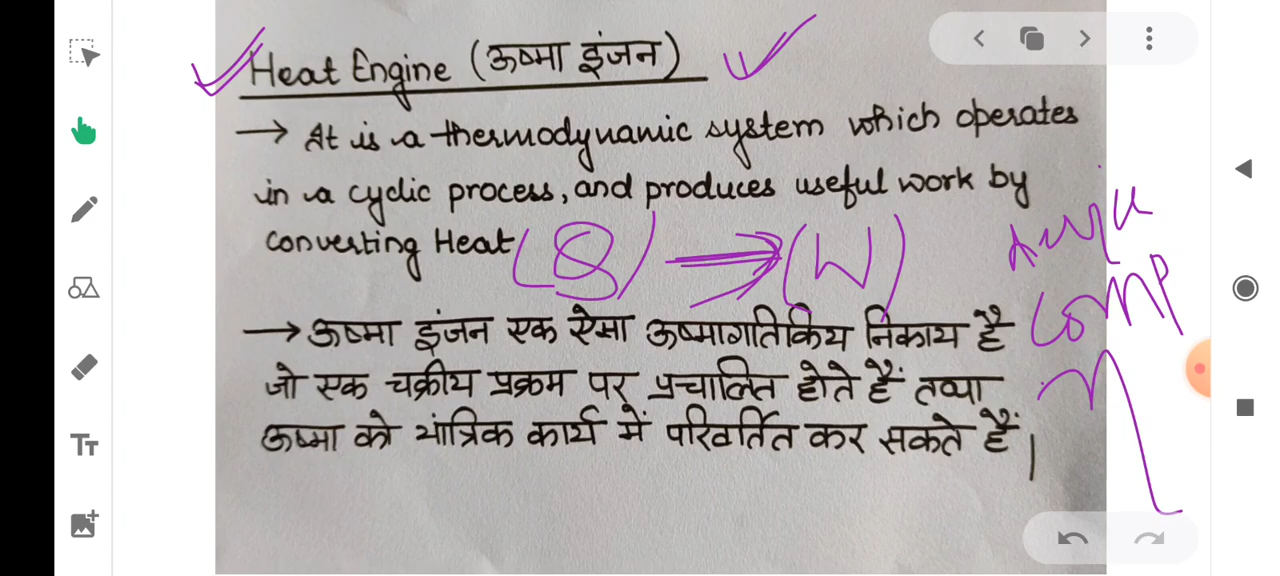 Heat Engine (ऊष्मा इंजन)
→ It is a thermodynamic system which operates
in a cyclic process, and produces useful work by
converting Heat (Q) → (W)
→ ऊष्मा इंजन एक ऐसा ऊष्मागतिकिय निकाय है
जो एक चक्रीय प्रक्रम पर प्रचालित होते हैं तथा
ऊष्मा को यांत्रिक कार्य में परिवर्तित कर सकते हैं|
comp
Tт